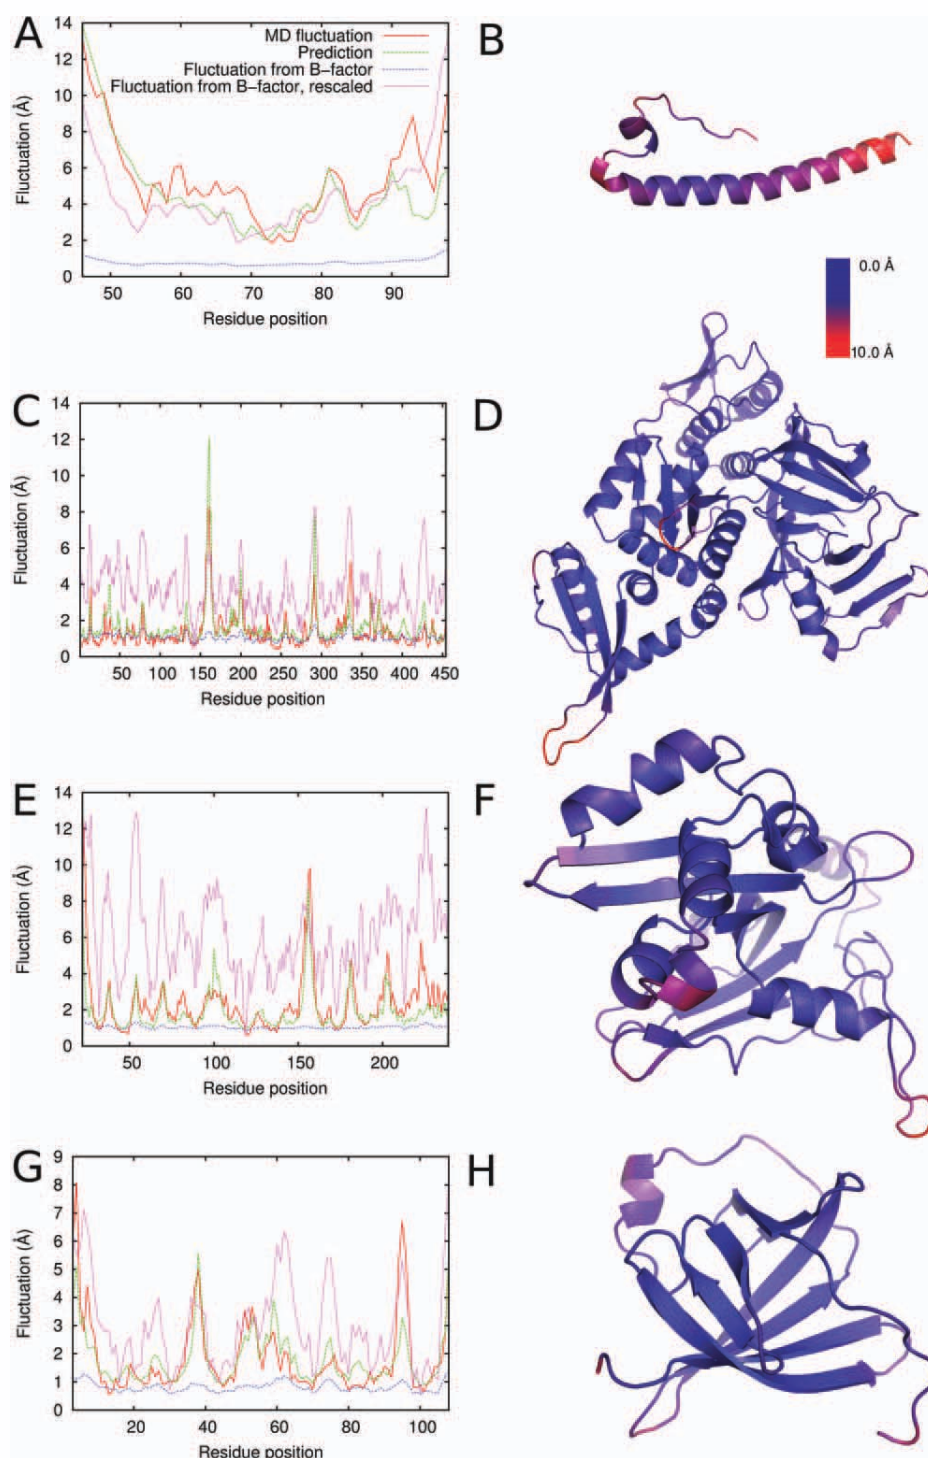 A
B
14
12
10
8
6
4
2
0
MD fluctuation
Prediction
Fluctuation from B-factor
Fluctuation from B-factor, rescaled
Fluctuation (Å)
50 60 70 80 90
Residue position
0.0 Å
10.0 Å
C
D
14
12
10
8
6
4
2
0
Fluctuation (Å)
50 100 150 200 250 300 350 400 450
Residue position
E
F
14
12
10
8
6
4
2
0
Fluctuation (Å)
50 100 150 200
Residue position
G
H
9
8
7
6
5
4
3
2
1
0
Fluctuation (Å)
20 40 60 80 100
Residue position